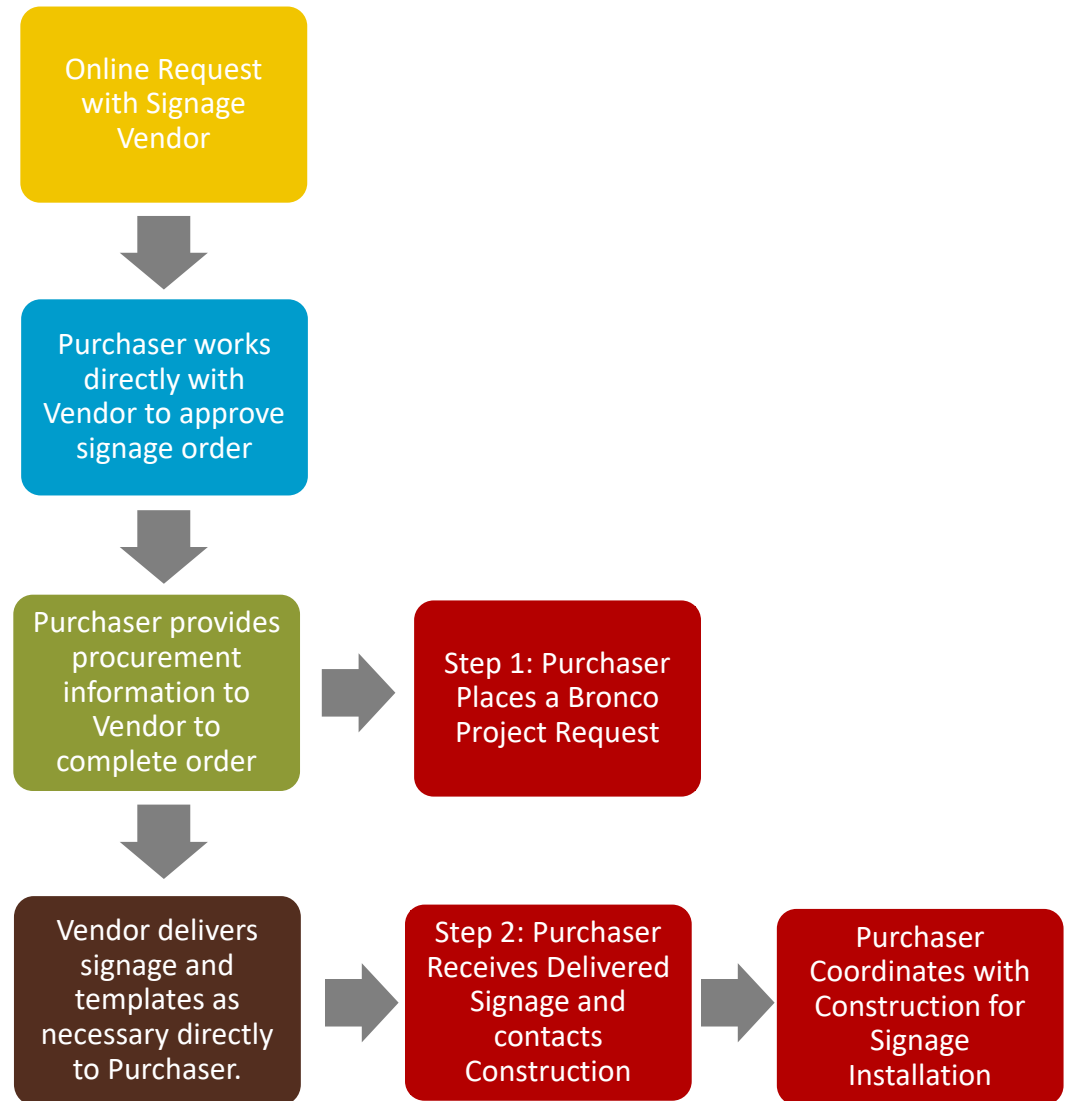 Online Request
with Signage
Vendor
Purchaser works
directly with
Vendor to approve
signage order
Purchaser provides
procurement
information to
Vendor to
complete order
Step 1: Purchaser
Places a Bronco
Project Request
Vendor delivers
signage and
templates as
necessary directly
to Purchaser.
Step 2: Purchaser
Receives Delivered
Signage and
contacts
Construction
Purchaser
Coordinates with
Construction for
Signage
Installation